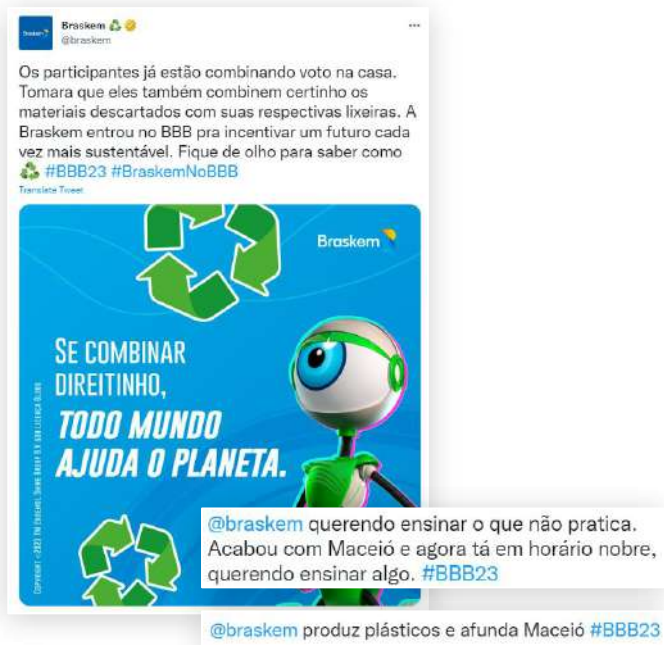 Braskem
@braskem
Os participantes já estão combinando voto na casa.
Tomara que eles também combinem certinho os
materiais descartados com suas respectivas lixeiras. A
Braskem entrou no BBB pra incentivar um futuro cada
vez mais sustentável. Fique de olho para saber como
#BBB23 #BraskemNoBBB
Translate Tweet
Braskem
SE COMBINAR
DIREITINHO,
TODO MUNDO
AJUDA O PLANETA.
@braskem querendo ensinar o que não pratica.
Acabou com Maceió e agora tá em horário nobre,
querendo ensinar algo. #BBB23
@braskem produz plásticos e afunda Maceió #BBB23